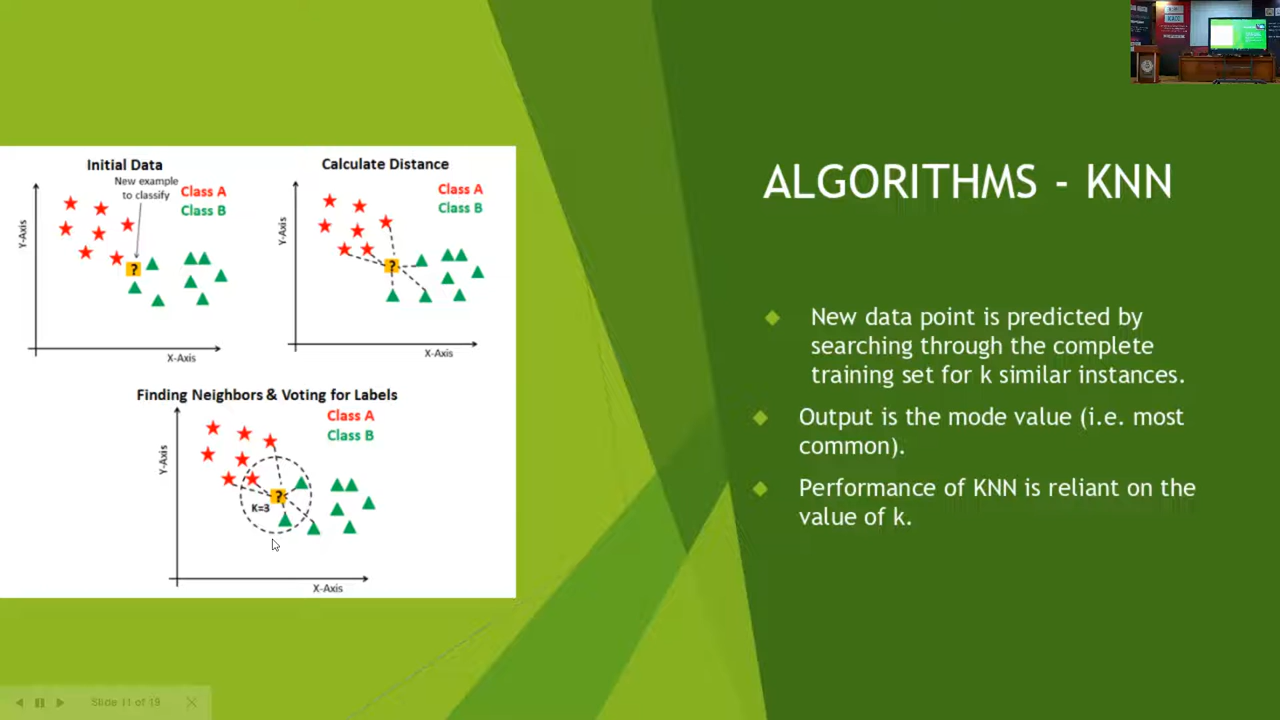 Initial Data
New example
to classify
Class A
Class B
?
Y-Axis
X-Axis
Calculate Distance
Class A
Class B
?
Y-Axis
X-Axis
Finding Neighbors & Voting for Labels
Class A
Class B
?
K=3
Y-Axis
X-Axis
ALGORITHMS - KNN
New data point is predicted by
searching through the complete
training set for k similar instances.
Output is the mode value (i.e. most
common).
Performance of KNN is reliant on the
value of k.
Slide 11 of 19